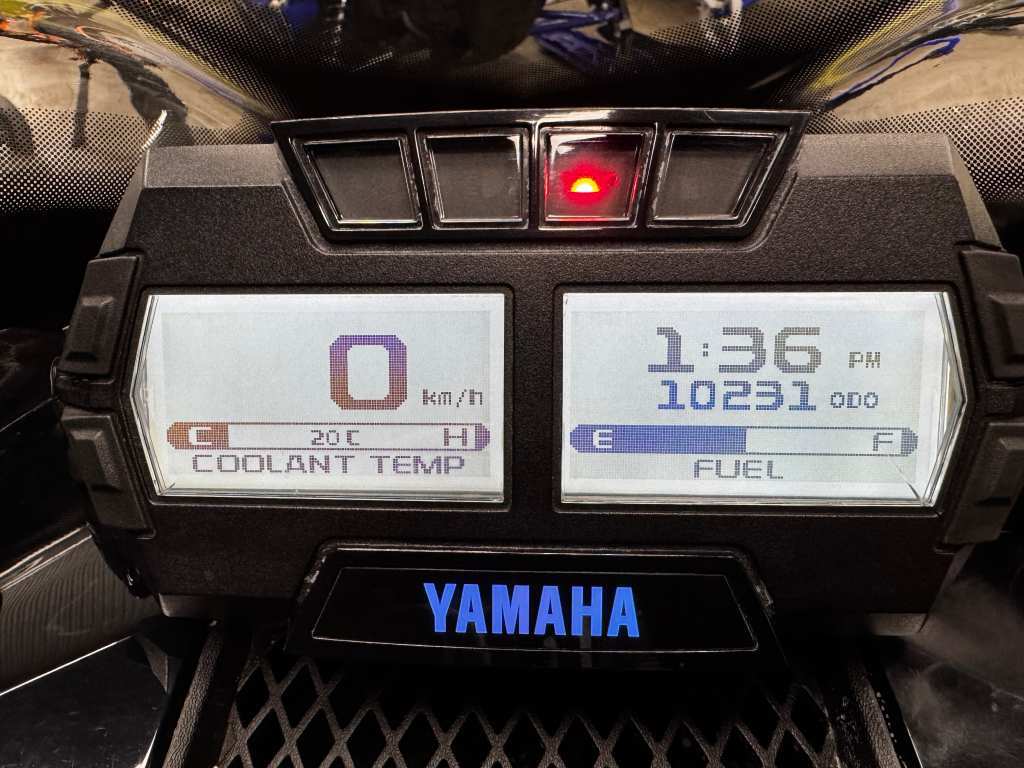 0 km/h
C 20 C H
COOLANT TEMP
1:36 PM
10231 ODO
E F
FUEL
YAMAHA